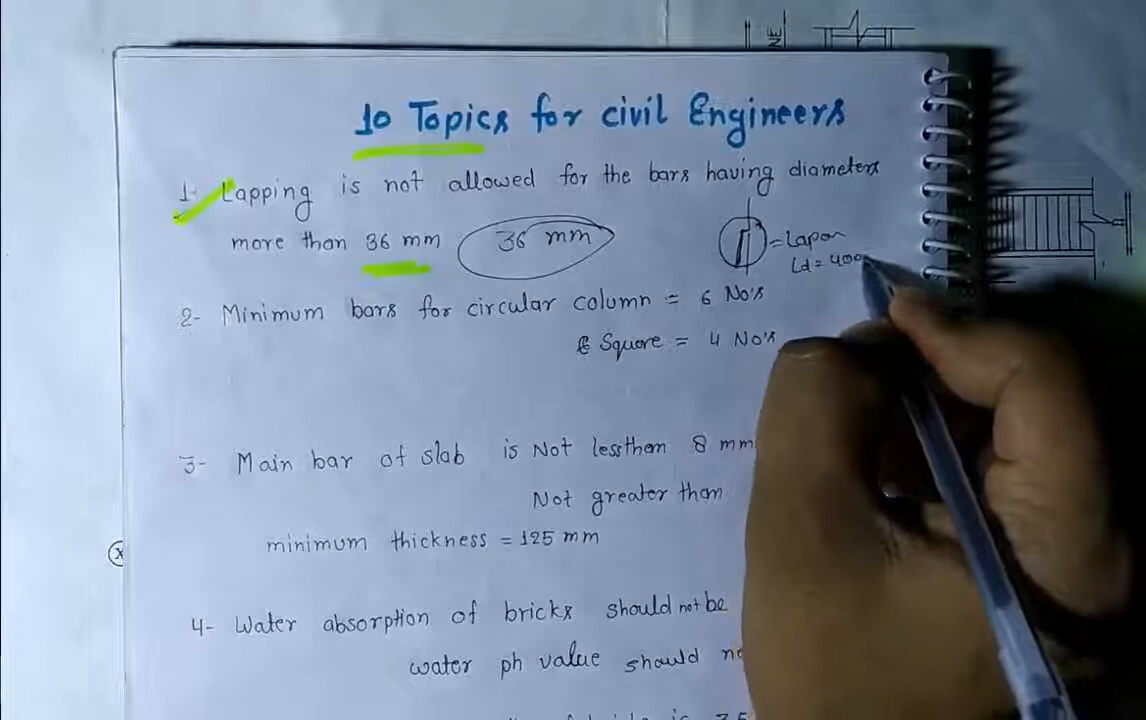 NE
10 Topics for civil Engineers
1- Lapping is not allowed for the bars having diameters
more than 36 mm 36 mm = Lapon
Ld = 400
2- Minimum bars for circular column = 6 No's
Square = 4 No's
3- Main bar of slab is Not lessthan 8 mm
Not greater than
minimum thickness = 125 mm
4- Water absorption of bricks should not be
water ph value should
is 75
X